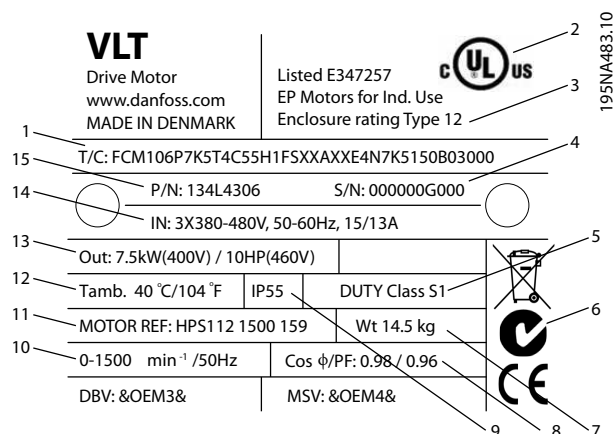 VLT
Drive Motor
www.danfoss.com
MADE IN DENMARK
Listed E347257
EP Motors for Ind. Use
Enclosure rating Type 12
C UL US
195NA483.10
2
3
1
T/C: FCM106P7K5T4C55H1FSXXAXXE4N7K5150B03000
4
15
P/N: 134L4306 S/N: 000000G000
14
IN: 3X380-480V, 50-60Hz, 15/13A
13
Out: 7.5kW(400V) / 10HP(460V)
5
12
Tamb. 40 °C/104 °F IP55 DUTY Class S1
11
MOTOR REF: HPS112 1500 159 Wt 14.5 kg
6
10
0-1500 min⁻¹ /50Hz Cos ϕ/PF: 0.98 / 0.96
CE
DBV: &OEM3& MSV: &OEM4&
9 8 7